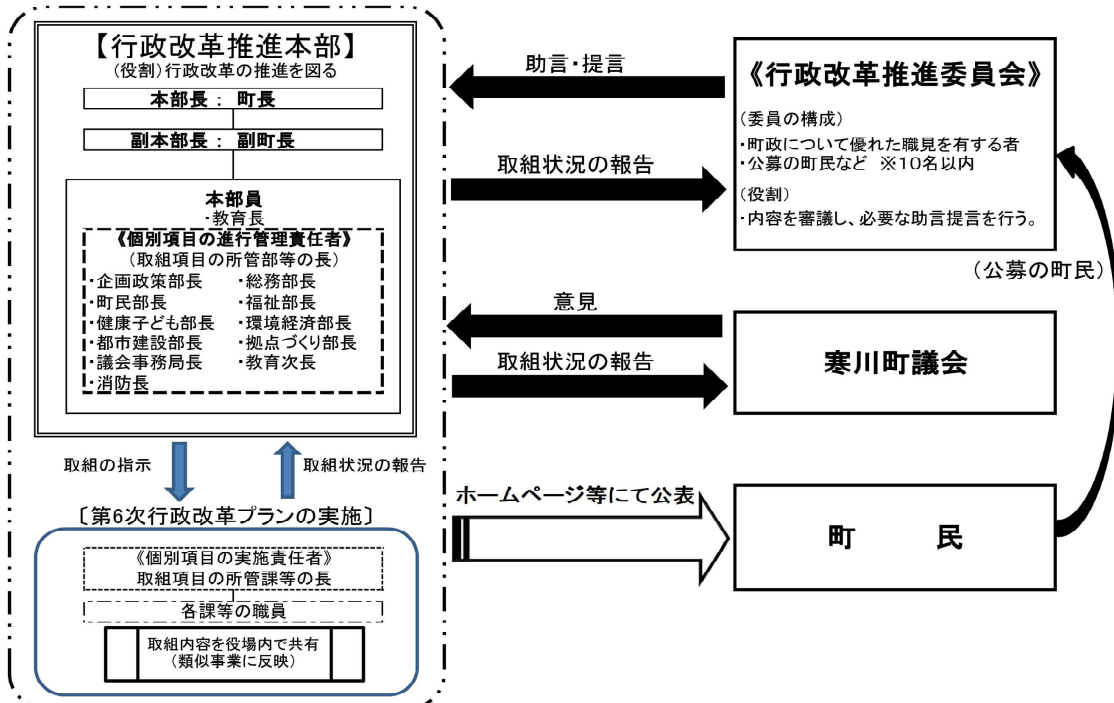 【行政改革推進本部】
(役割)行政改革の推進を図る
本部長： 町長
副本部長： 副町長
本部員
・教育長
《個別項目の進行管理責任者》
(取組項目の所管部等の長)
・企画政策部長 ・総務部長
・町民部長 ・福祉部長
・健康子ども部長 ・環境経済部長
・都市建設部長 ・拠点づくり部長
・議会事務局長 ・教育次長
・消防長
取組の指示
取組状況の報告
〔第6次行政改革プランの実施〕
《個別項目の実施責任者》
取組項目の所管課等の長
各課等の職員
取組内容を役場内で共有
(類似事業に反映)
助言・提言
取組状況の報告
意見
取組状況の報告
ホームページ等にて公表
《行政改革推進委員会》
(委員の構成)
・町政について優れた職見を有する者
・公募の町民など ※10名以内
(役割)
・内容を審議し、必要な助言提言を行う。
(公募の町民)
寒川町議会
町 民